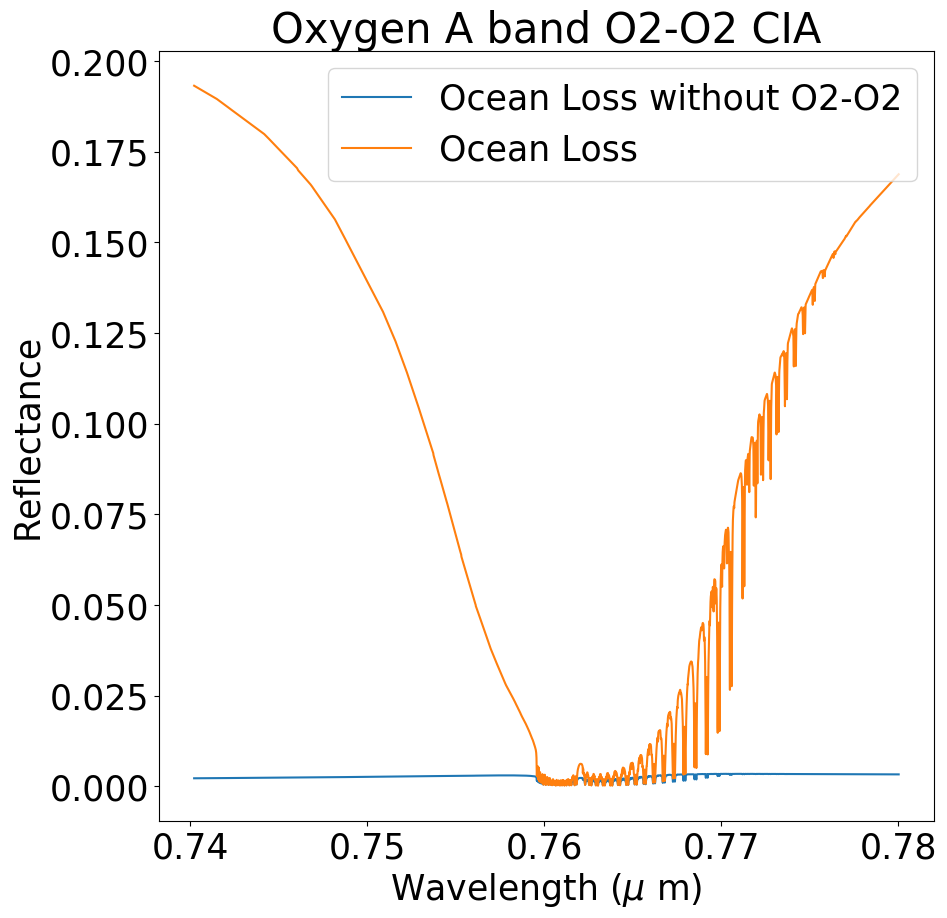 Oxygen A band O2-O2 CIA
Ocean Loss without O2-O2
Ocean Loss
0.200
0.175
0.150
0.125
0.100
0.075
0.050
0.025
0.000
Reflectance
0.74 0.75 0.76 0.77 0.78
Wavelength (μ m)